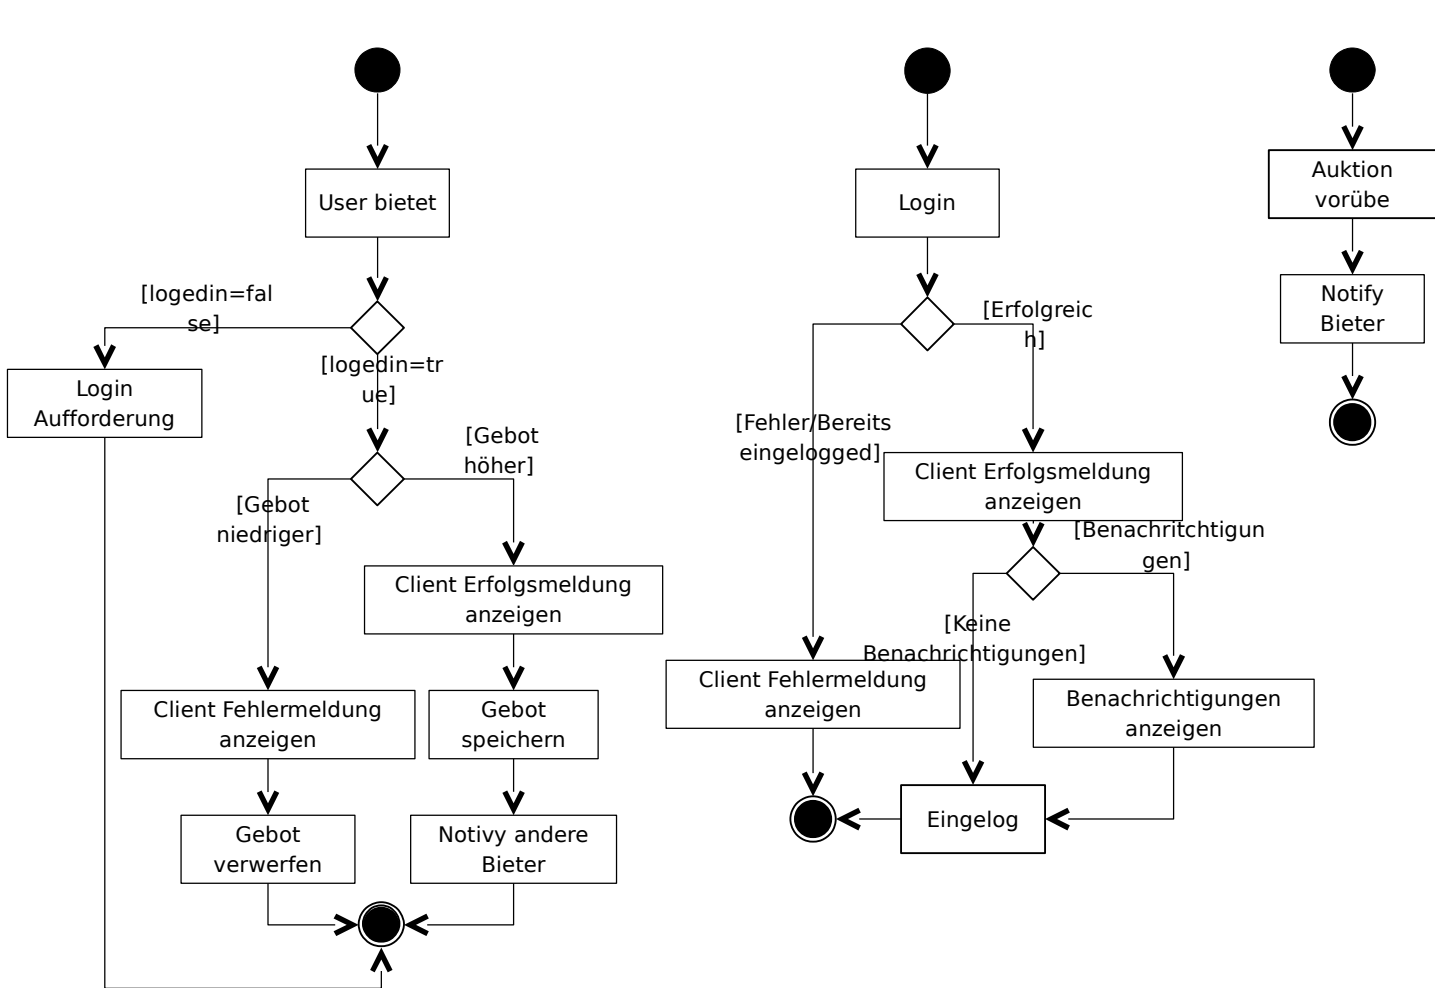 User bietet
[logedin=fal
se]
[logedin=tr
ue]
Login
Aufforderung
[Gebot
höher]
[Gebot
niedriger]
Client Erfolgsmeldung
anzeigen
Client Fehlermeldung
anzeigen
Gebot
speichern
Gebot
verwerfen
Notivy andere
Bieter
Login
[Erfolgreic
h]
[Fehler/Bereits
eingelogged]
Client Erfolgsmeldung
anzeigen
[Benachritchtigun
gen]
[Keine
Benachrichtigungen]
Client Fehlermeldung
anzeigen
Benachrichtigungen
anzeigen
Eingelog
Auktion
vorübe
Notify
Bieter